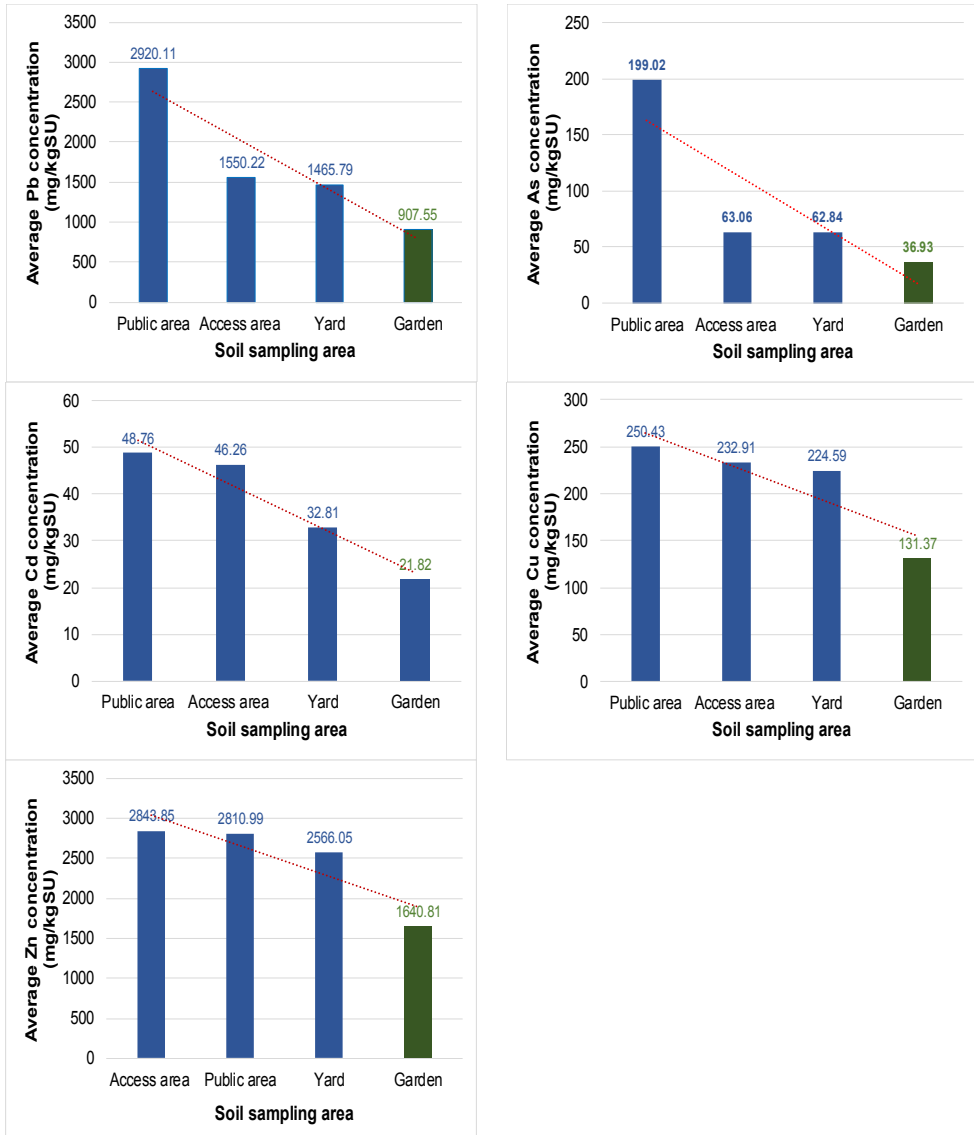 Average Pb concentration
(mg/kgSU)
3500
3000
2500
2000
1500
1000
500
0
2920.11
1550.22
1465.79
907.55
Public area
Access area
Yard
Garden
Soil sampling area
Average As concentration
(mg/kgSU)
250
200
150
100
50
0
199.02
63.06
62.84
36.93
Public area
Access area
Yard
Garden
Soil sampling area
Average Cd concentration
(mg/kgSU)
60
50
40
30
20
10
0
48.76
46.26
32.81
21.82
Public area
Access area
Yard
Garden
Soil sampling area
Average Cu concentration
(mg/kgSU)
300
250
200
150
100
50
0
250.43
232.91
224.59
131.37
Public area
Access area
Yard
Garden
Soil sampling area
Average Zn concentration
(mg/kgSU)
3500
3000
2500
2000
1500
1000
500
0
2843.85
2810.99
2566.05
1640.81
Access area
Public area
Yard
Garden
Soil sampling area